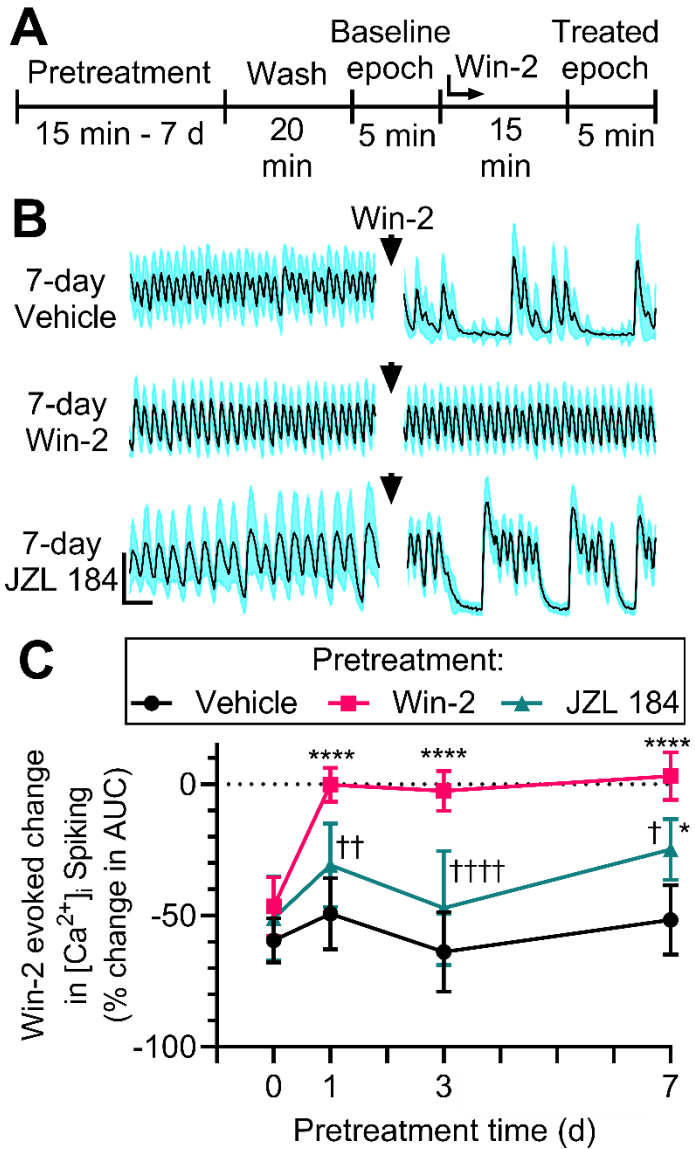 A
Pretreatment Wash Baseline epoch Win-2 Treated epoch
15 min - 7 d 20 min 5 min 15 min 5 min
B
Win-2
7-day Vehicle
7-day Win-2
7-day JZL 184
C
Pretreatment:
Vehicle Win-2 JZL 184
**** **** ****
†† †††† † *
0
-50
-100
Win-2 evoked change
in [Ca²⁺]ᵢ Spiking
(% change in AUC)
0 1 3 7
Pretreatment time (d)